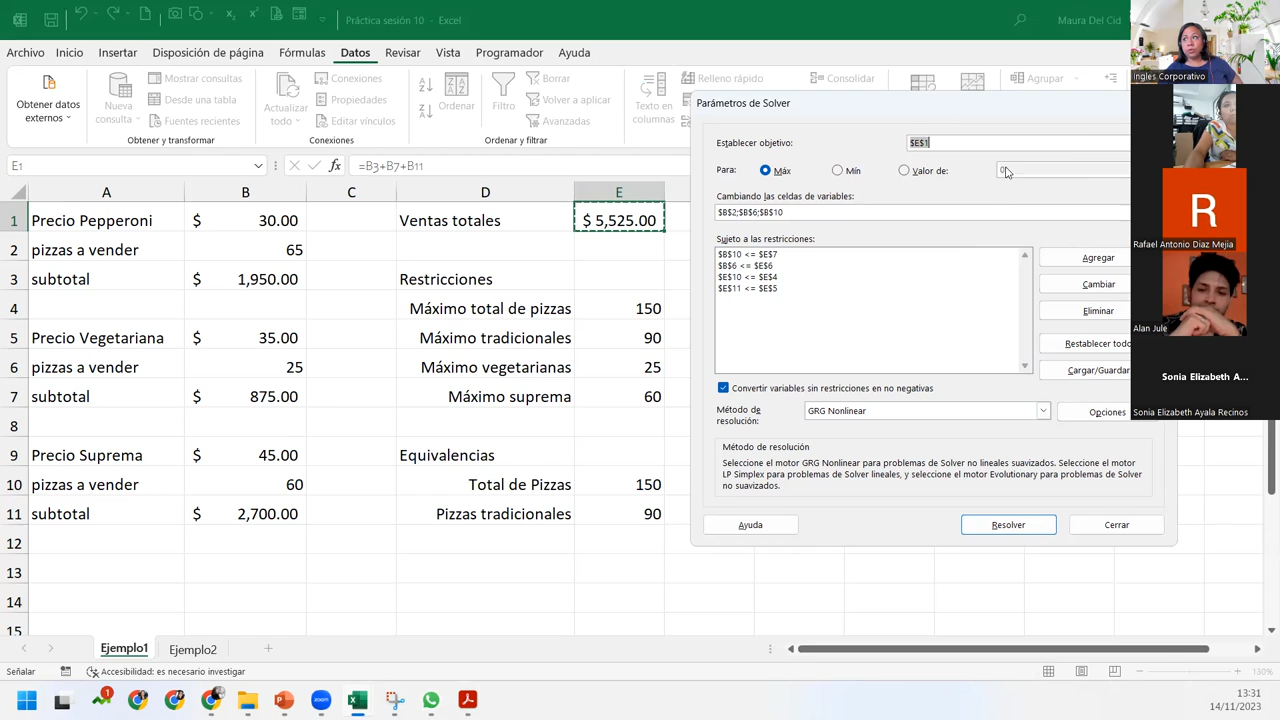 Práctica sesión 10 - Excel
Maura Del Cid
Archivo Inicio Insertar Disposición de página Fórmulas Datos Revisar Vista Programador Ayuda
Obtener datos externos
Nueva consulta
Mostrar consultas
Desde una tabla
Fuentes recientes
Obtener y transformar
Actualizar todo
Conexiones
Propiedades
Editar vínculos
Conexiones
Ordenar
Filtro
Borrar
Volver a aplicar
Avanzadas
Ordenar y filtrar
Texto en columnas
Relleno rápido
Consolidar
Agrupar
E1
fx =B3+B7+B11
A B C D E
1 Precio Pepperoni $ 30.00 Ventas totales $ 5,525.00
2 pizzas a vender 65
3 subtotal $ 1,950.00 Restricciones
4 Máximo total de pizzas 150
5 Precio Vegetariana $ 35.00 Máximo tradicionales 90
6 pizzas a vender 25 Máximo vegetarianas 25
7 subtotal $ 875.00 Máximo suprema 60
8
9 Precio Suprema $ 45.00 Equivalencias
10 pizzas a vender 60 Total de Pizzas 150
11 subtotal $ 2,700.00 Pizzas tradicionales 90
12
13
14
15
Parámetros de Solver
Establecer objetivo: $E$1
Para: Máx Mín Valor de: 0
Cambiando las celdas de variables:
$B$2;$B$6;$B$10
Sujeto a las restricciones:
$B$10 <= $E$7
$B$6 <= $E$6
$E$10 <= $E$4
$E$11 <= $E$5
Agregar
Cambiar
Eliminar
Restablecer todo
Cargar/Guardar
Convertir variables sin restricciones en no negativas
Método de resolución: GRG Nonlinear
Opciones
Método de resolución
Seleccione el motor GRG Nonlinear para problemas de Solver no lineales suavizados. Seleccione el motor
LP Simplex para problemas de Solver lineales, y seleccione el motor Evolutionary para problemas de Solver
no suavizados.
Ayuda Resolver Cerrar
Ingles Corporativo
R
Rafael Antonio Diaz Mejia
Alan Jule
Sonia Elizabeth A...
Sonia Elizabeth Ayala Recinos
Ejemplo1 Ejemplo2
Señalar Accesibilidad: es necesario investigar
130%
1
zoom
13:31
14/11/2023